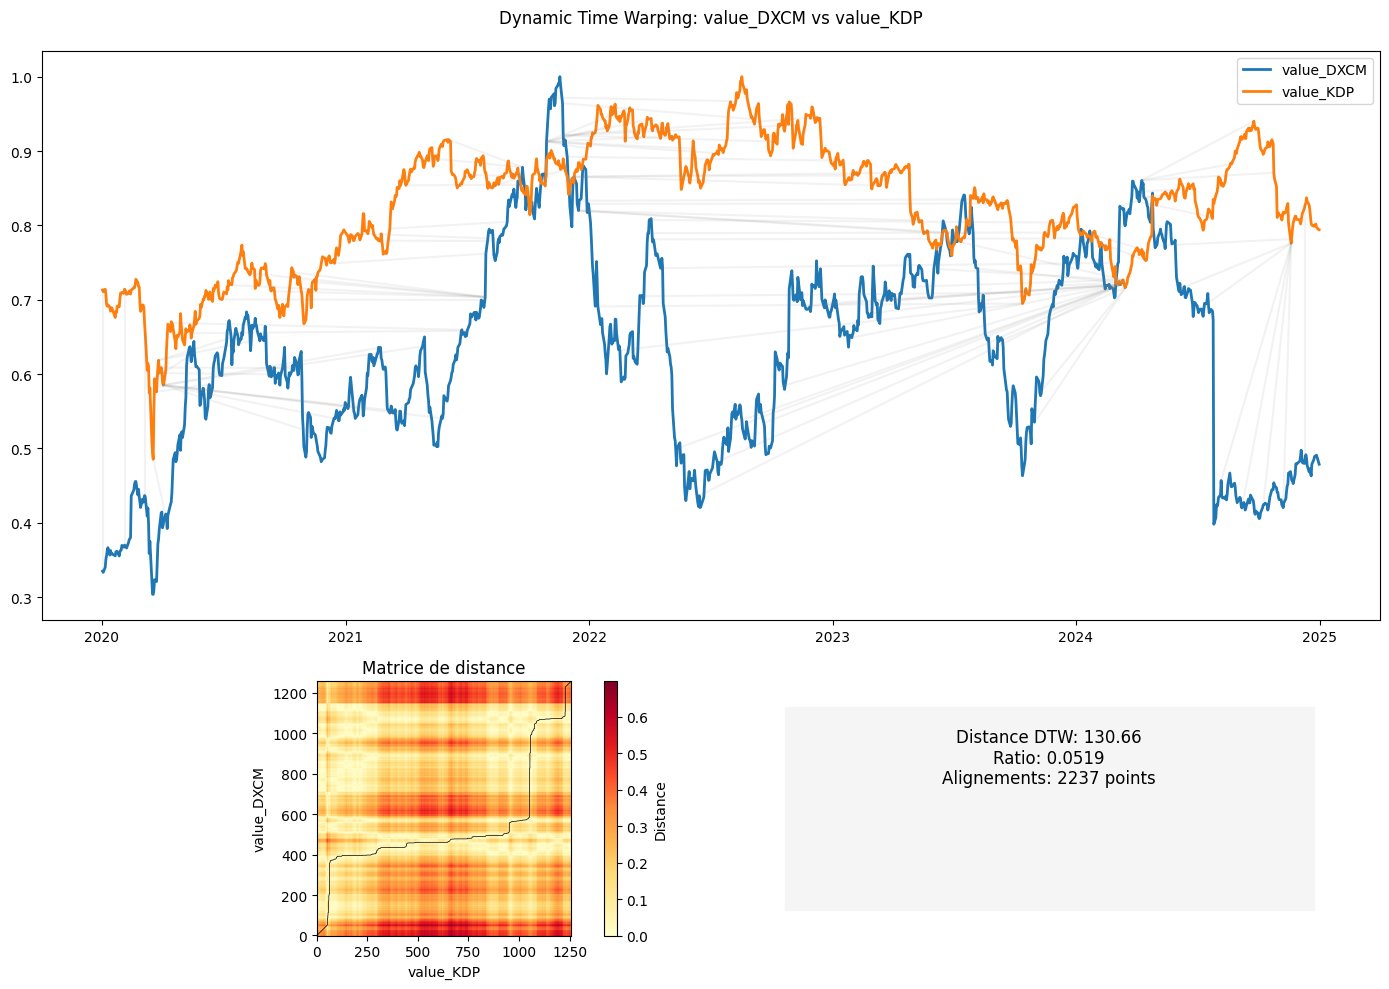 Dynamic Time Warping: value_DXCM vs value_KDP
value_DXCM
value_KDP
1.0
0.9
0.8
0.7
0.6
0.5
0.4
0.3
2020 2021 2022 2023 2024 2025
Matrice de distance
1200
1000
800
600
400
200
0
value_DXCM
0 250 500 750 1000 1250
value_KDP
0.6
0.5
0.4
0.3
0.2
0.1
0.0
Distance
Distance DTW: 130.66
Ratio: 0.0519
Alignements: 2237 points